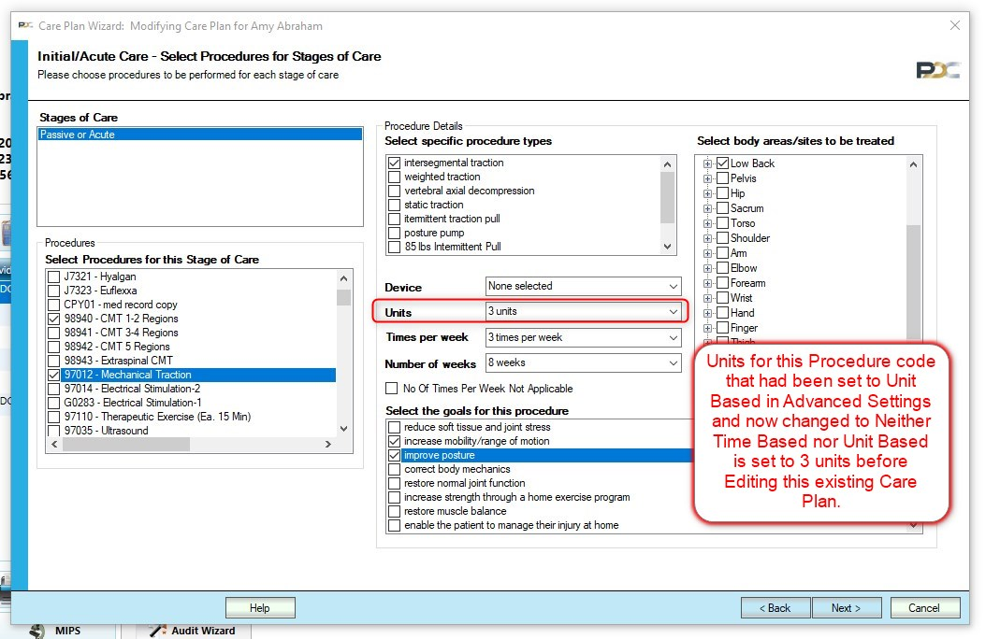 PDC Care Plan Wizard: Modifying Care Plan for Amy Abraham
Initial/Acute Care - Select Procedures for Stages of Care
Please choose procedures to be performed for each stage of care
PDC
Stages of Care
Passive or Acute
Procedures
Select Procedures for this Stage of Care
J7321 - Hyalgan
J7323 - Euflexxa
CPY01 - med record copy
98940 - CMT 1-2 Regions
98941 - CMT 3-4 Regions
98942 - CMT 5 Regions
98943 - Extraspinal CMT
97012 - Mechanical Traction
97014 - Electrical Stimulation-2
G0283 - Electrical Stimulation-1
97110 - Therapeutic Exercise (Ea. 15 Min)
97035 - Ultrasound
Procedure Details
Select specific procedure types
intersegmental traction
weighted traction
vertebral axial decompression
static traction
itemittent traction pull
posture pump
85 lbs Intermittent Pull
Device None selected
Units 3 units
Times per week 3 times per week
Number of weeks 8 weeks
No Of Times Per Week Not Applicable
Select the goals for this procedure
reduce soft tissue and joint stress
increase mobility/range of motion
improve posture
correct body mechanics
restore normal joint function
increase strength through a home exercise program
restore muscle balance
enable the patient to manage their injury at home
Select body areas/sites to be treated
Low Back
Pelvis
Hip
Sacrum
Torso
Shoulder
Arm
Elbow
Forearm
Wrist
Hand
Finger
Thigh
Units for this Procedure code
that had been set to Unit
Based in Advanced Settings
and now changed to Neither
Time Based nor Unit Based
is set to 3 units before
Editing this existing Care
Plan.
Help
< Back
Next >
Cancel
MIPS
Audit Wizard